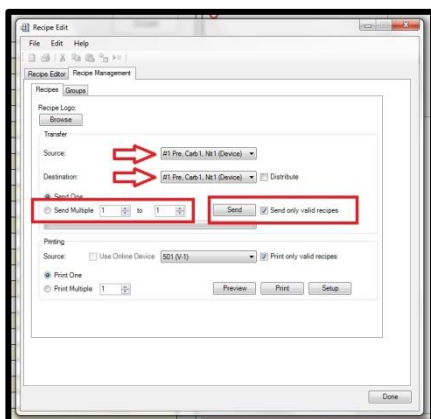 Recipe Edit
File Edit Help
Recipe Editor Recipe Management
Recipes Groups
Recipe Logo:
Browse
Transfer
Source: #1 Pre, Carb1, Nit1 (Device)
Destination: #1 Pre, Carb1, Nit1 (Device) Distribute
Send One
Send Multiple 1 to 1 Send Send only valid recipes
Printing
Source: Use Online Device 501 (V-1) Print only valid recipes
Print One
Print Multiple 1 Preview Print Setup
Done